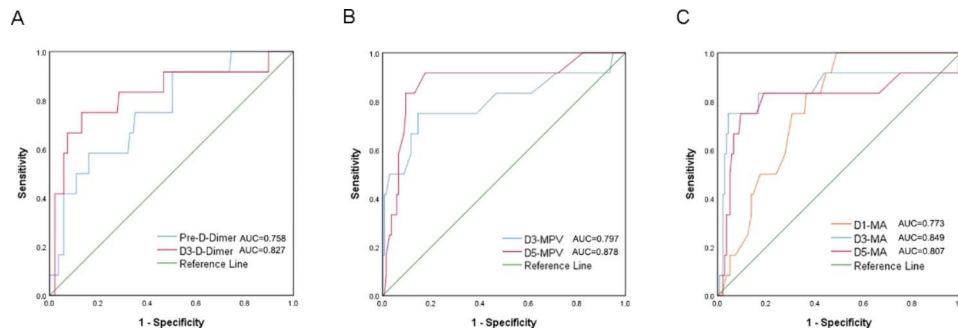 A
1.0
0.8
0.6
0.4
0.2
0.0
Sensitivity
Pre-D-Dimer AUC=0.758
D3-D-Dimer AUC=0.827
Reference Line
0.0 0.2 0.4 0.6 0.8 1.0
1 - Specificity
B
1.0
0.8
0.6
0.4
0.2
0.0
Sensitivity
D3-MPV AUC=0.797
D5-MPV AUC=0.878
Reference Line
0.0 0.2 0.4 0.6 0.8 1.0
1 - Specificity
C
1.0
0.8
0.6
0.4
0.2
0.0
Sensitivity
D1-MA AUC=0.773
D3-MA AUC=0.849
D5-MA AUC=0.807
Reference Line
0.0 0.2 0.4 0.6 0.8 1.0
1 - Specificity